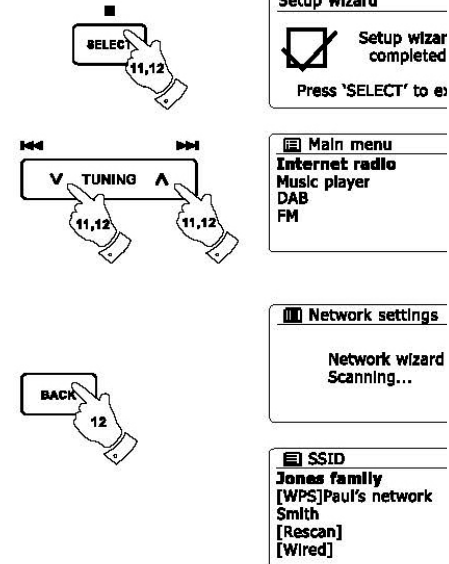 SELECT
11,12
V TUNING Λ
11,12
11,12
BACK
12
Setup wizard
Setup wizar
completed
Press 'SELECT' to ex
Main menu
Internet radio
Music player
DAB
FM
Network settings
Network wizard
Scanning...
SSID
Jones family
[WPS]Paul's network
Smith
[Rescan]
[Wired]